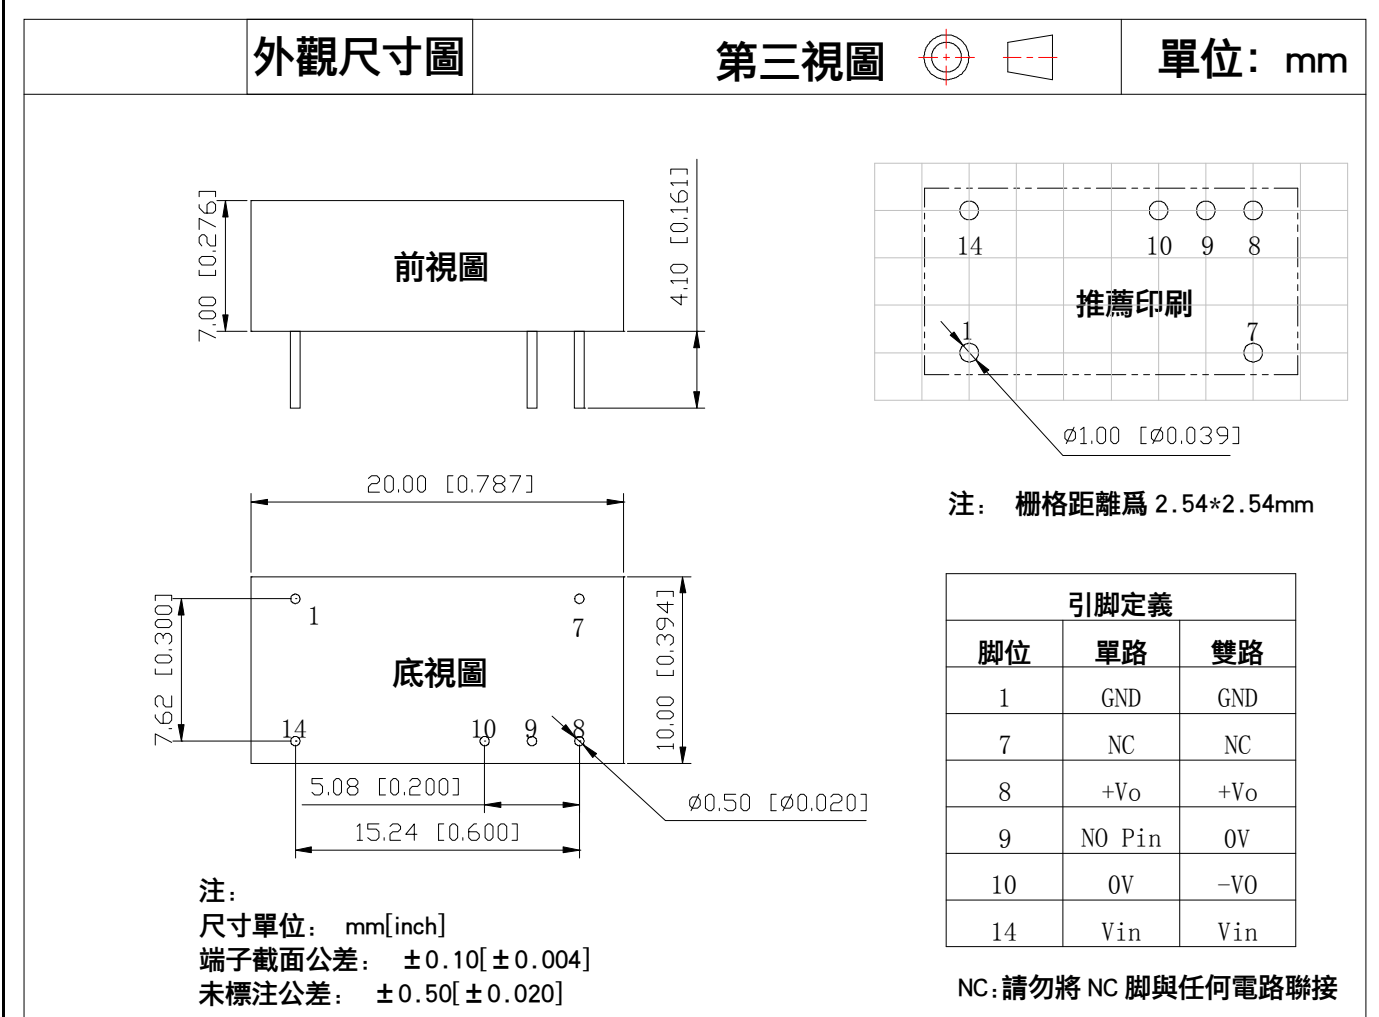 外觀尺寸圖 第三視圖 單位: mm
7.00 [0.276]
前視圖
4.10 [0.161]
14 10 9 8
推薦印刷
1 7
ø1.00 [ø0.039]
注: 栅格距離爲 2.54*2.54mm
20.00 [0.787]
7.62 [0.300]
1 7
底視圖
10.00 [0.394]
14 10 9 8
5.08 [0.200]
ø0.50 [ø0.020]
15.24 [0.600]
引脚定義
脚位 單路 雙路
1 GND GND
7 NC NC
8 +Vo +Vo
9 NO Pin 0V
10 0V -VO
14 Vin Vin
注:
尺寸單位: mm[inch]
端子截面公差: ±0.10[±0.004]
未標注公差: ±0.50[±0.020]
NC:請勿將 NC 脚與任何電路聯接